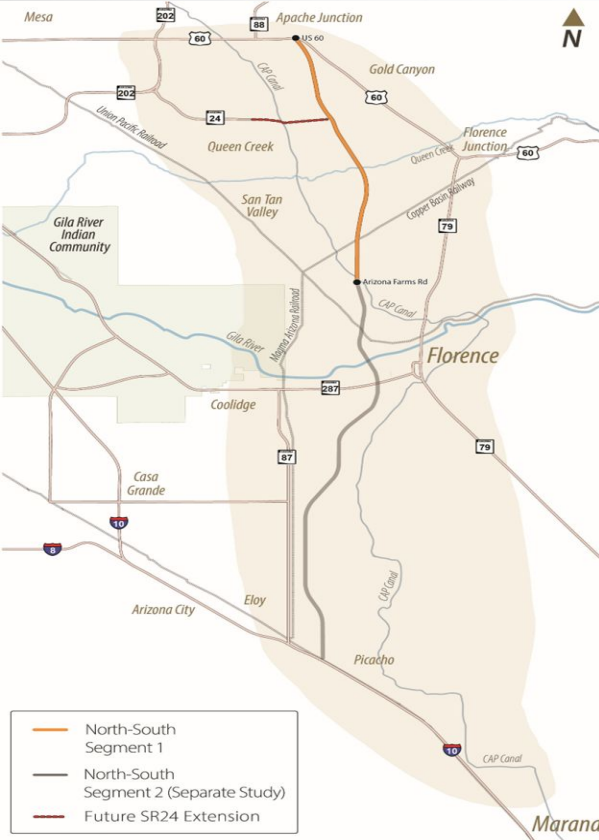 Mesa
202
88
Apache Junction
N
60
US 60
CAP Canal
Gold Canyon
202
60
Union Pacific Railroad
24
Queen Creek
Queen Creek
Florence
Junction
60
San Tan
Valley
Copper Basin Railway
Gila River
Indian
Community
79
Arizona Farms Rd
Magma Arizona Railroad
CAP Canal
Gila River
Florence
287
Coolidge
87
79
Casa
Grande
10
8
CAP Canal
Eloy
Arizona City
Picacho
10
CAP Canal
North-South
Segment 1
North-South
Segment 2 (Separate Study)
Future SR24 Extension
Marana